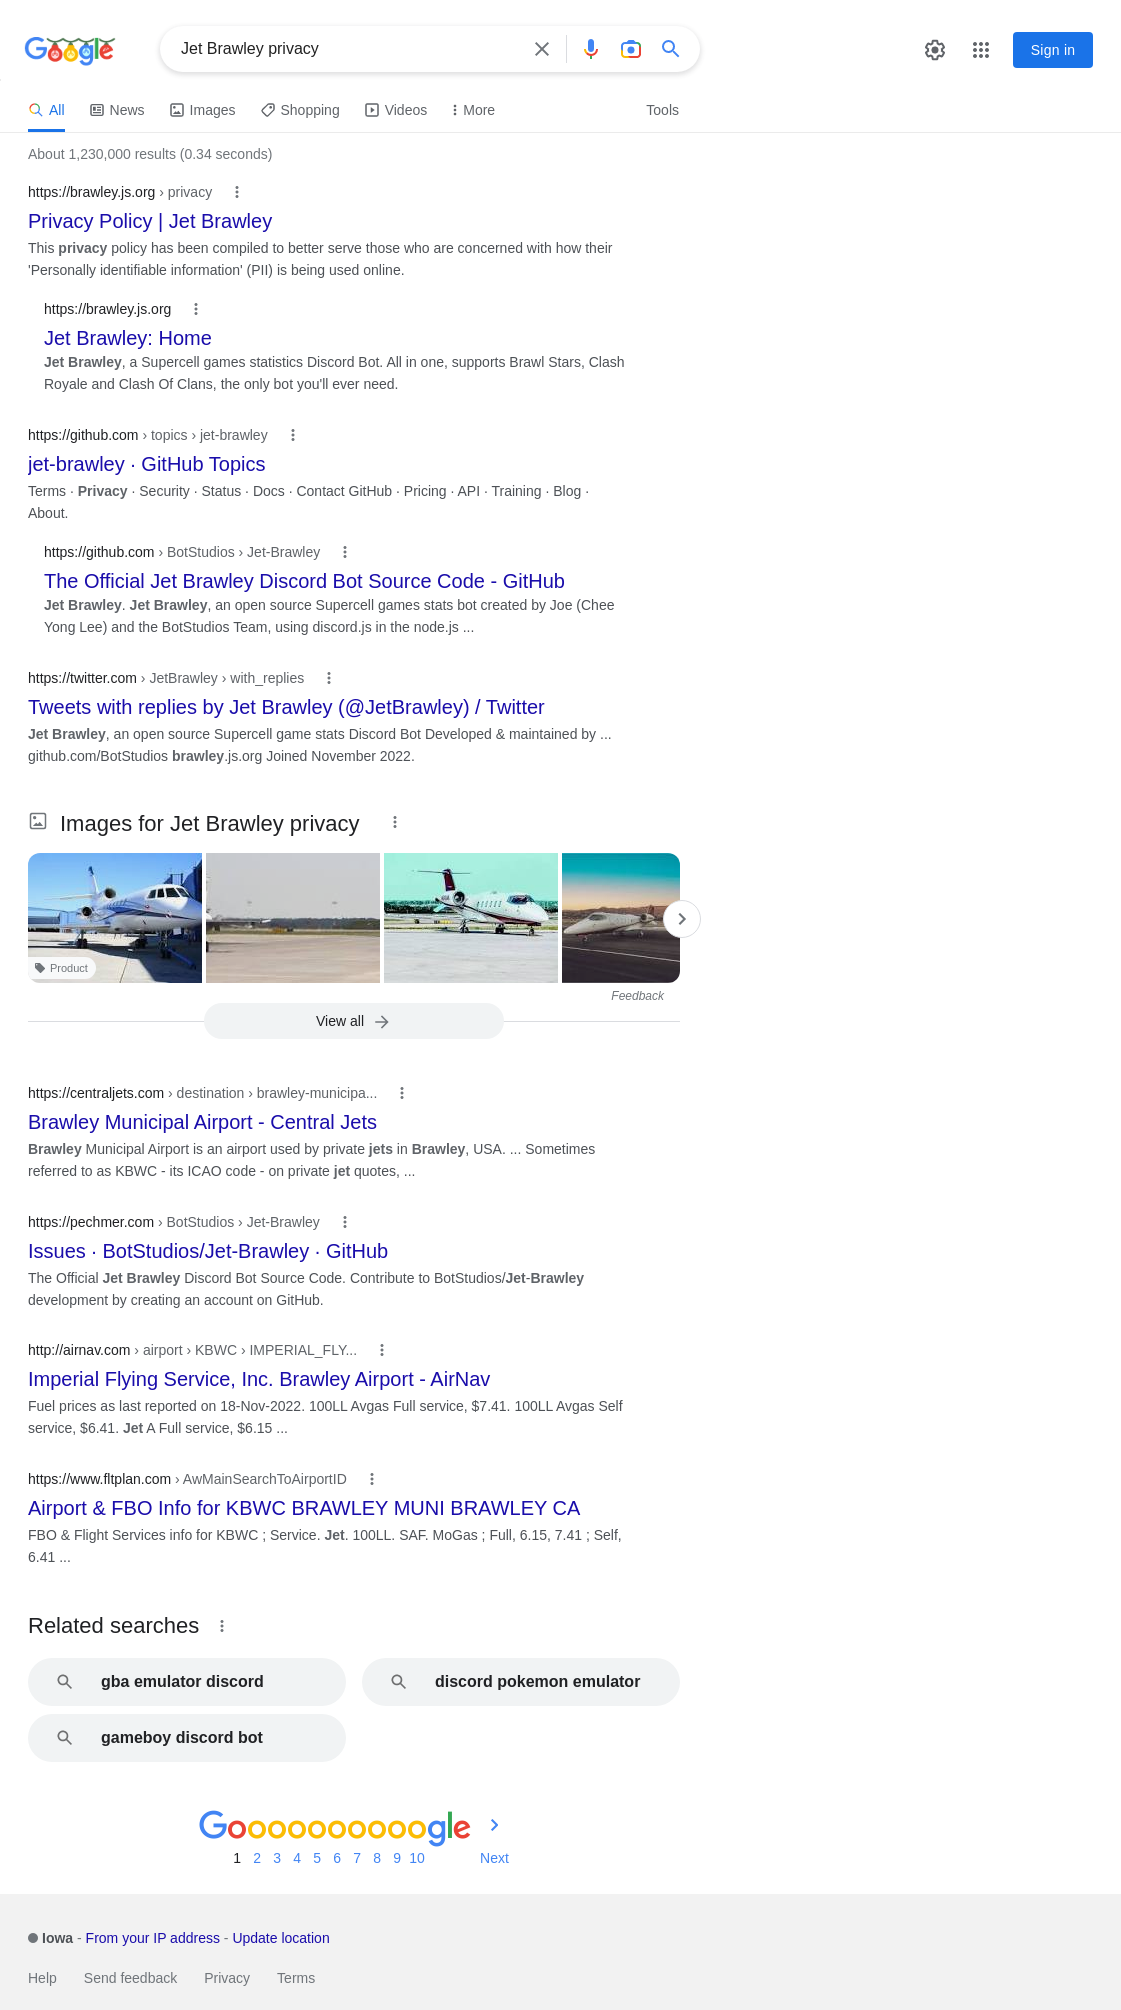 Google
Jet Brawley privacy
Sign in
All
News
Images
Shopping
Videos
More
Tools
About 1,230,000 results (0.34 seconds)
https://brawley.js.org › privacy
Privacy Policy | Jet Brawley
This privacy policy has been compiled to better serve those who are concerned with how their
'Personally identifiable information' (PII) is being used online.
https://brawley.js.org
Jet Brawley: Home
Jet Brawley, a Supercell games statistics Discord Bot. All in one, supports Brawl Stars, Clash
Royale and Clash Of Clans, the only bot you'll ever need.
https://github.com › topics › jet-brawley
jet-brawley · GitHub Topics
Terms · Privacy · Security · Status · Docs · Contact GitHub · Pricing · API · Training · Blog ·
About.
https://github.com › BotStudios › Jet-Brawley
The Official Jet Brawley Discord Bot Source Code - GitHub
Jet Brawley. Jet Brawley, an open source Supercell games stats bot created by Joe (Chee
Yong Lee) and the BotStudios Team, using discord.js in the node.js ...
https://twitter.com › JetBrawley › with_replies
Tweets with replies by Jet Brawley (@JetBrawley) / Twitter
Jet Brawley, an open source Supercell game stats Discord Bot Developed & maintained by ...
github.com/BotStudios brawley.js.org Joined November 2022.
Images for Jet Brawley privacy
Product
Feedback
View all
https://centraljets.com › destination › brawley-municipa...
Brawley Municipal Airport - Central Jets
Brawley Municipal Airport is an airport used by private jets in Brawley, USA. ... Sometimes
referred to as KBWC - its ICAO code - on private jet quotes, ...
https://pechmer.com › BotStudios › Jet-Brawley
Issues · BotStudios/Jet-Brawley · GitHub
The Official Jet Brawley Discord Bot Source Code. Contribute to BotStudios/Jet-Brawley
development by creating an account on GitHub.
http://airnav.com › airport › KBWC › IMPERIAL_FLY...
Imperial Flying Service, Inc. Brawley Airport - AirNav
Fuel prices as last reported on 18-Nov-2022. 100LL Avgas Full service, $7.41. 100LL Avgas Self
service, $6.41. Jet A Full service, $6.15 ...
https://www.fltplan.com › AwMainSearchToAirportID
Airport & FBO Info for KBWC BRAWLEY MUNI BRAWLEY CA
FBO & Flight Services info for KBWC ; Service. Jet. 100LL. SAF. MoGas ; Full, 6.15, 7.41 ; Self,
6.41 ...
Related searches
gba emulator discord
discord pokemon emulator
gameboy discord bot
Goooooooooogle
1 2 3 4 5 6 7 8 9 10 Next
Iowa - From your IP address - Update location
Help Send feedback Privacy Terms